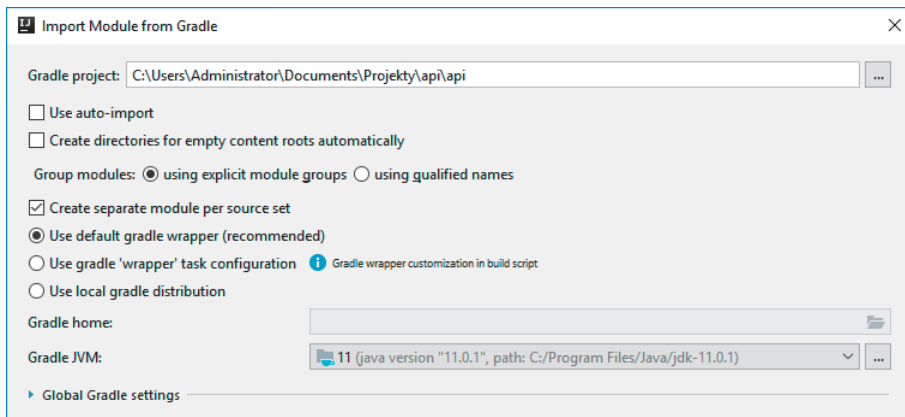 IJ Import Module from Gradle
Gradle project: C:\Users\Administrator\Documents\Projekty\api\api ...
Use auto-import
Create directories for empty content roots automatically
Group modules: using explicit module groups using qualified names
Create separate module per source set
Use default gradle wrapper (recommended)
Use gradle 'wrapper' task configuration i Gradle wrapper customization in build script
Use local gradle distribution
Gradle home:
Gradle JVM: 11 (java version "11.0.1", path: C:/Program Files/Java/jdk-11.0.1) ...
Global Gradle settings